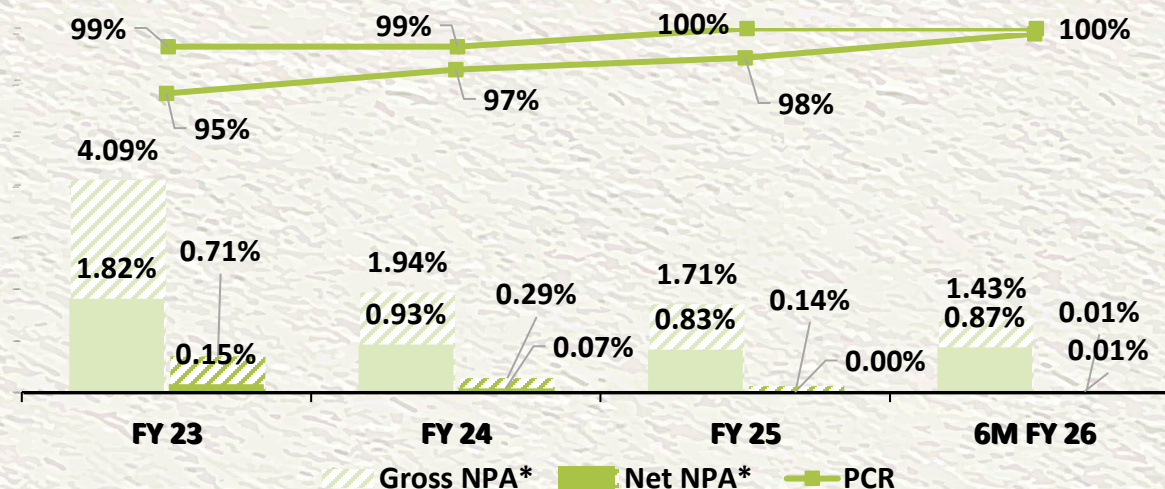 99% 99% 100% 100%
95% 97% 98%
4.09%
1.82% 0.71%
0.15%
1.94% 0.29%
0.93% 0.07%
1.71% 0.14%
0.83% 0.00%
1.43% 0.01%
0.87% 0.01%
FY 23 FY 24 FY 25 6M FY 26
Gross NPA* Net NPA* PCR